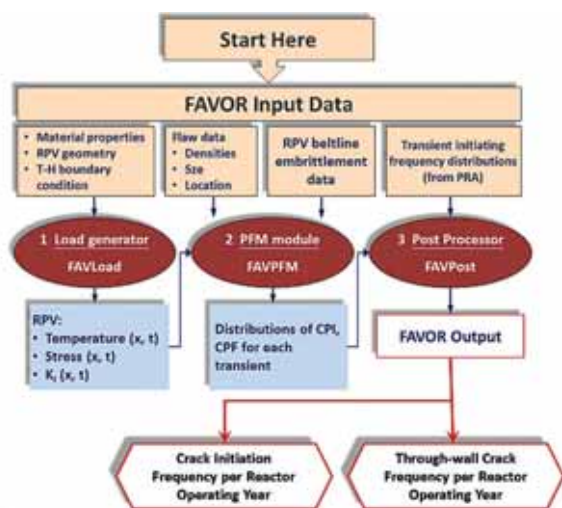 Start Here
FAVOR Input Data
• Material properties
• RPV geometry
• T-H boundary
condition
Flaw data
• Densities
• Sze
• Location
RPV beltline
embrittlement
data
Transient initiating
frequency distributions
(from PRA)
1 Load generator
FAVLoad
2 PFM module
FAVPFM
3 Post Processor
FAVPost
RPV:
• Temperature (x, t)
• Stress (x, t)
• K, (x, t)
Distributions of CPI,
CPF for each
transient
FAVOR Output
Crack Initiation
Frequency per Reactor
Operating Year
Through-wall Crack
Frequency per Reactor
Operating Year